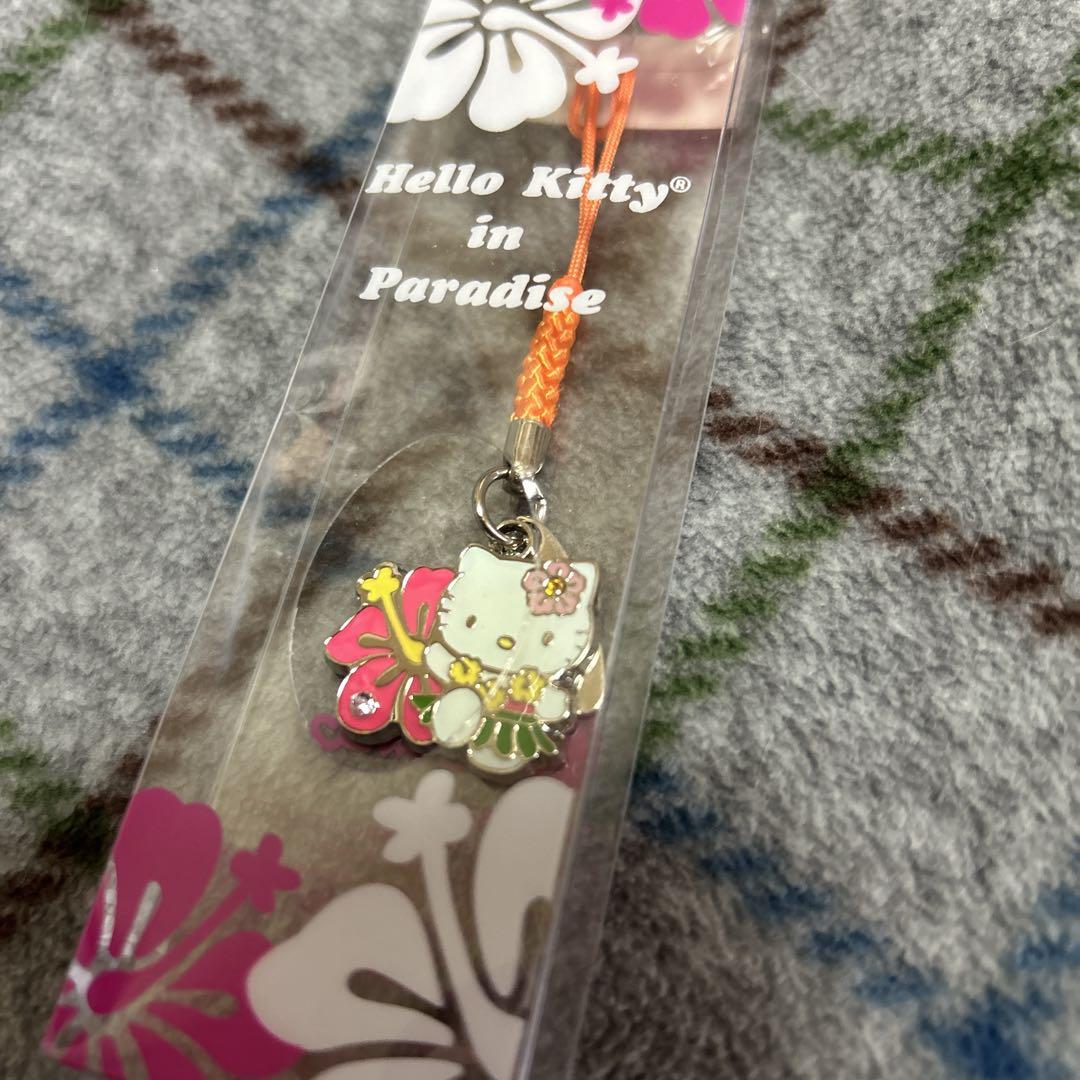 Hello Kitty®
in
Paradise